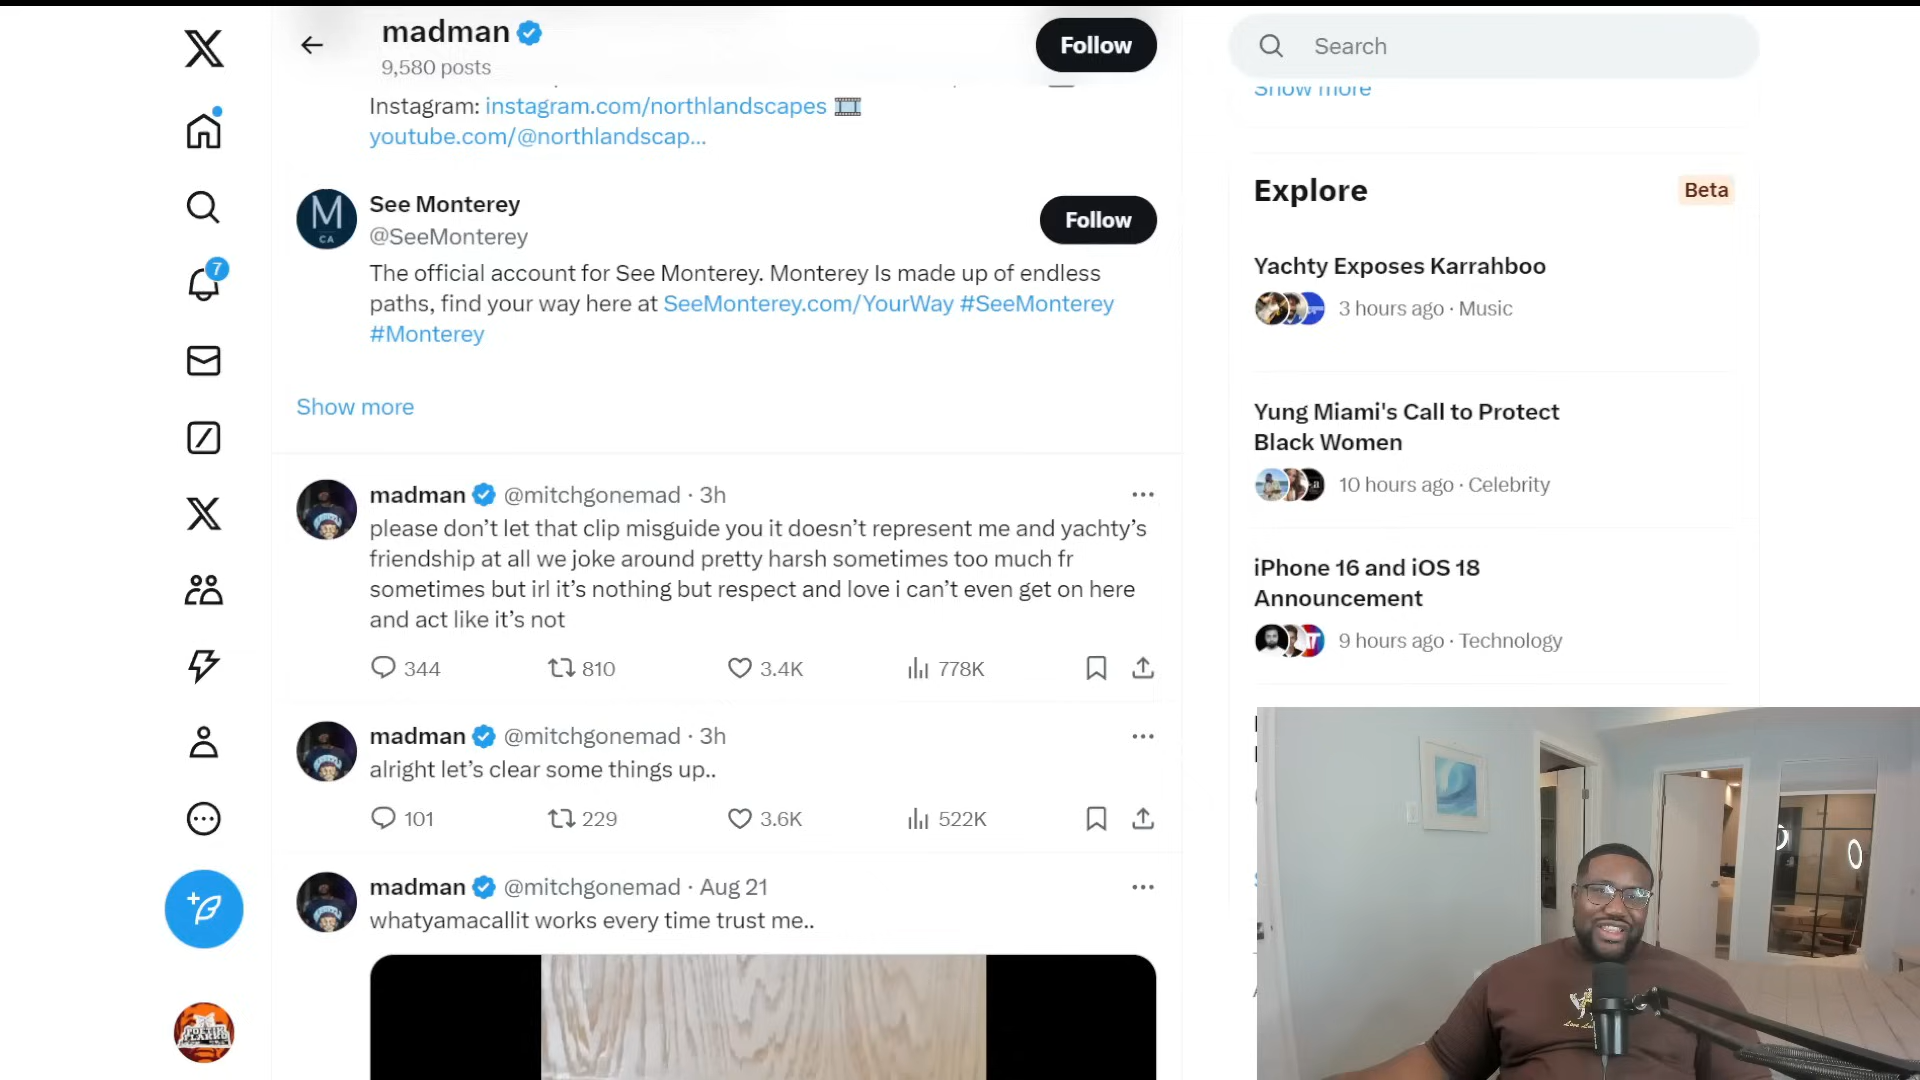 madman
9,580 posts
Follow
Search
Instagram: instagram.com/northlandscapes
youtube.com/@northlandscap...
See Monterey
@SeeMonterey
Follow
The official account for See Monterey. Monterey Is made up of endless
paths, find your way here at SeeMonterey.com/YourWay #SeeMonterey
#Monterey
Show more
madman @mitchgonemad · 3h
please don’t let that clip misguide you it doesn’t represent me and yachty’s
friendship at all we joke around pretty harsh sometimes too much fr
sometimes but irl it’s nothing but respect and love i can’t even get on here
and act like it’s not
344 810 3.4K 778K
madman @mitchgonemad · 3h
alright let’s clear some things up..
101 229 3.6K 522K
madman @mitchgonemad · Aug 21
whatyamacallit works every time trust me..
7
M
CA
Show more
Explore
Beta
Yachty Exposes Karrahboo
3 hours ago · Music
Yung Miami's Call to Protect
Black Women
10 hours ago · Celebrity
iPhone 16 and iOS 18
Announcement
9 hours ago · Technology